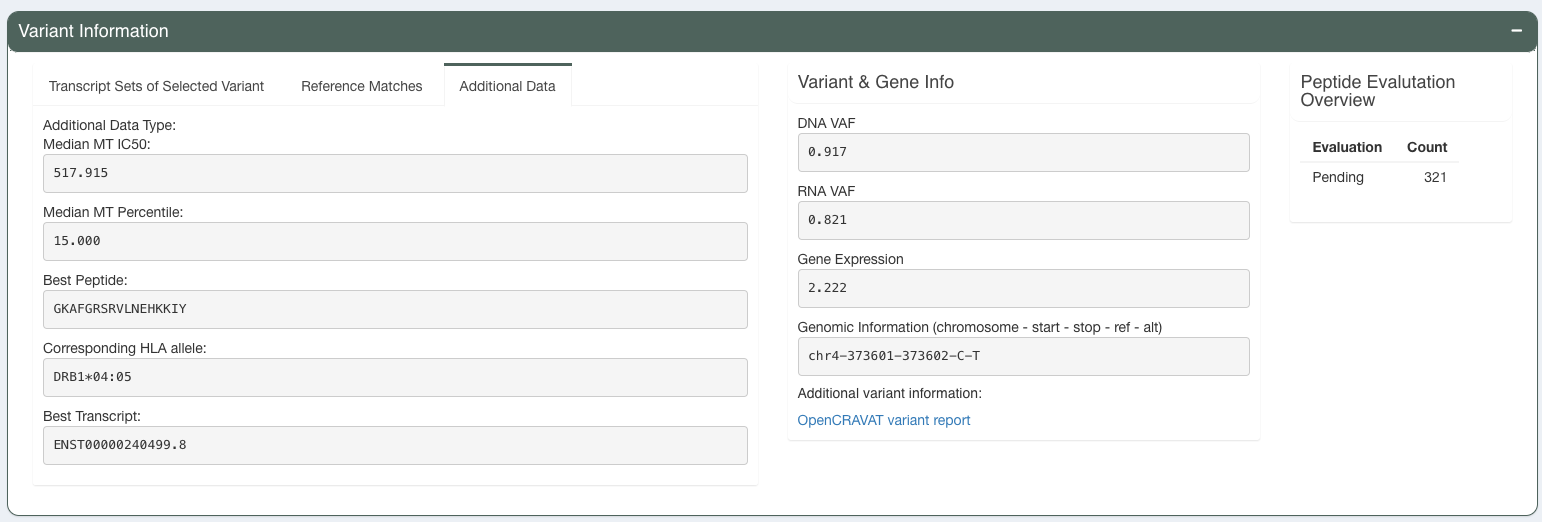 Variant Information
Transcript Sets of Selected Variant
Reference Matches
Additional Data
Additional Data Type:
Median MT IC50:
517.915
Median MT Percentile:
15.000
Best Peptide:
GKAFGRSRVLNEHKKIY
Corresponding HLA allele:
DRB1*04:05
Best Transcript:
ENST00000240499.8
Variant & Gene Info
DNA VAF
0.917
RNA VAF
0.821
Gene Expression
2.222
Genomic Information (chromosome - start - stop - ref - alt)
chr4-373601-373602-C-T
Additional variant information:
OpenCRAVAT variant report
Peptide Evalutation
Overview
Evaluation Count
Pending 321